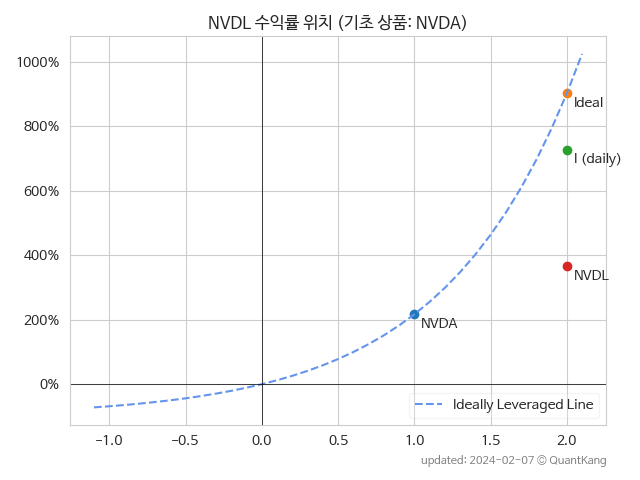 NVDL 수익률 위치 (기초 상품: NVDA)
1000%
800%
600%
400%
200%
0%
Ideal
I (daily)
NVDL
NVDA
Ideally Leveraged Line
−1.0 −0.5 0.0 0.5 1.0 1.5 2.0
updated: 2024-02-07 © QuantKang